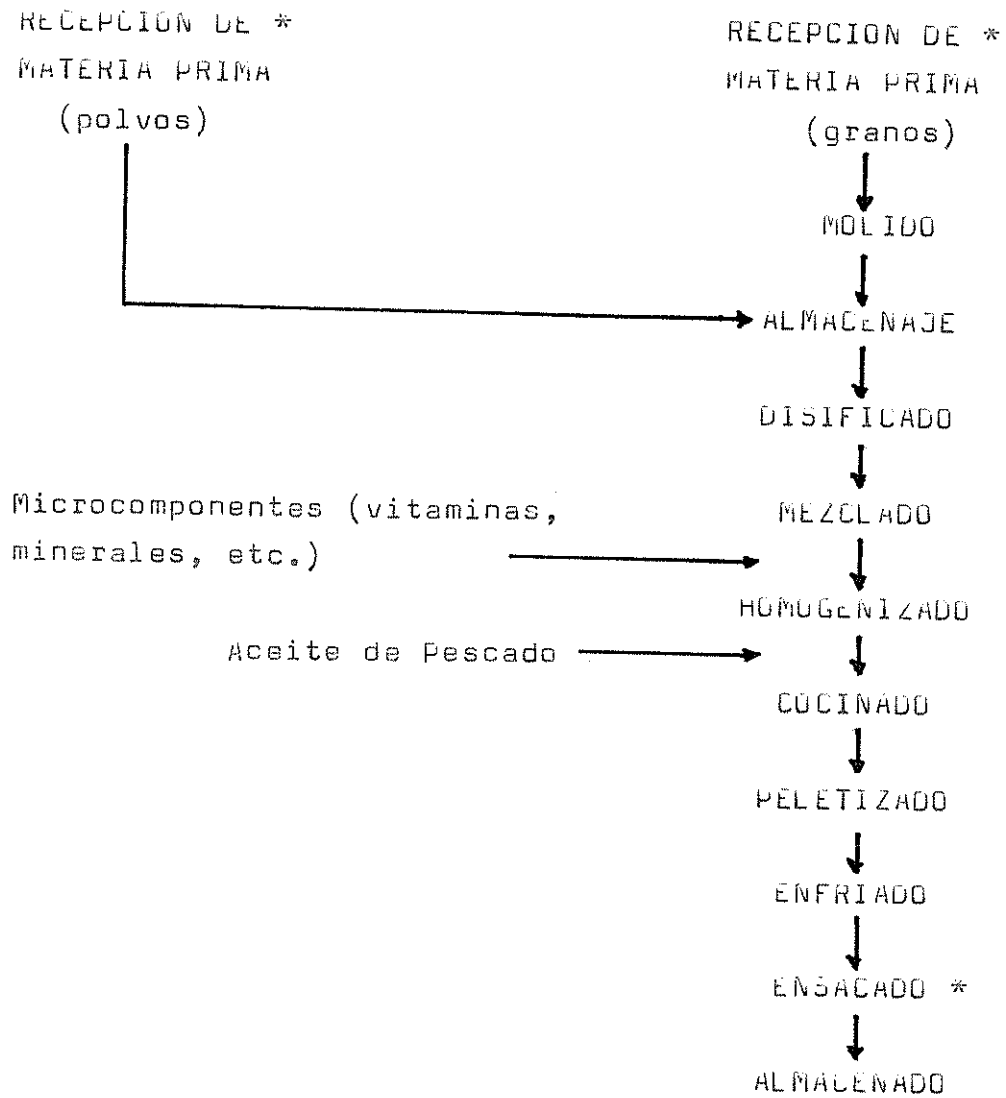 RECEPCION DE *
MATERIA PRIMA
(polvos)
RECEPCION DE *
MATERIA PRIMA
(granos)
MOLIDO
ALMACENAJE
DISIFICADO
MEZCLADO
Microcomponentes (vitaminas,
minerales, etc.)
HOMOGENIZADO
Aceite de Pescado
COCINADO
PELETIZADO
ENFRIADO
ENSACADO *
ALMACENADO